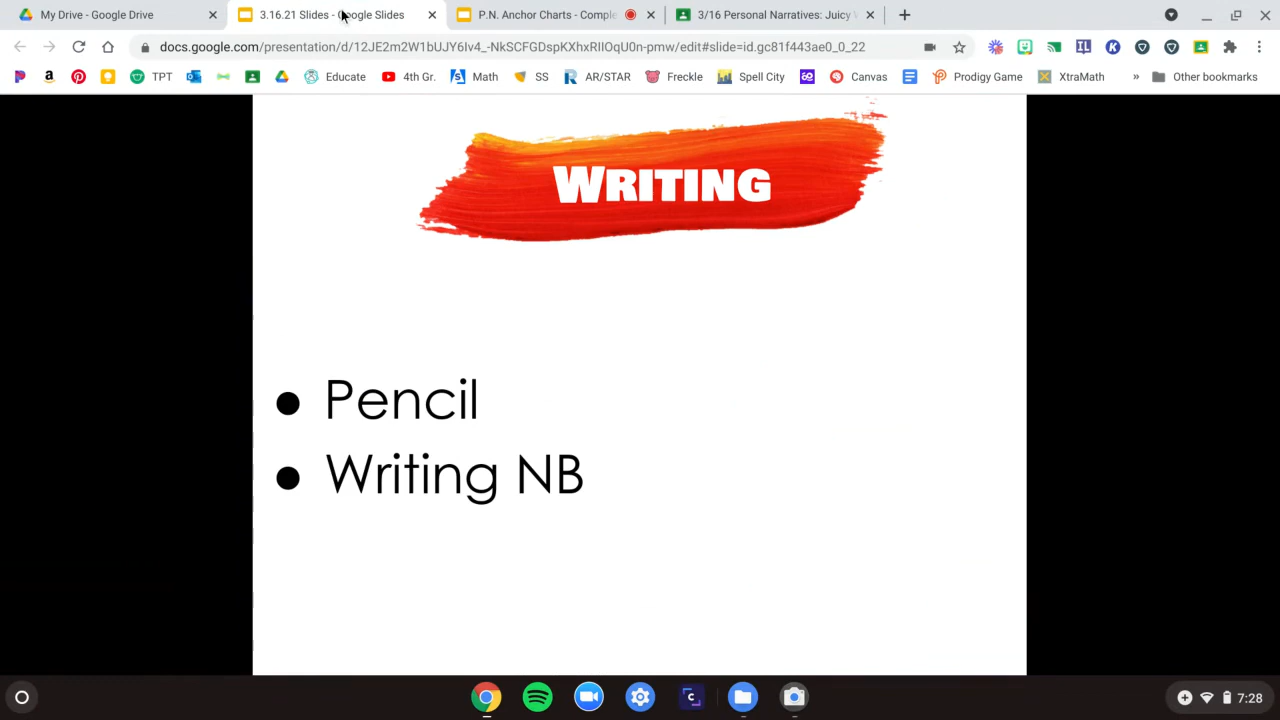 My Drive - Google Drive
3.16.21 Slides - Google Slides
P.N. Anchor Charts - Comple
3/16 Personal Narratives: Juicy W
docs.google.com/presentation/d/12JE2m2W1bUJY6Iv4_-NkSCFGDspKXhxRIIOqU0n-pmw/edit#slide=id.gc81f443ae0_0_22
TPT
Educate
4th Gr.
Math
SS
AR/STAR
Freckle
Spell City
Canvas
Prodigy Game
XtraMath
»
Other bookmarks
WRITING
● Pencil
● Writing NB
7:28